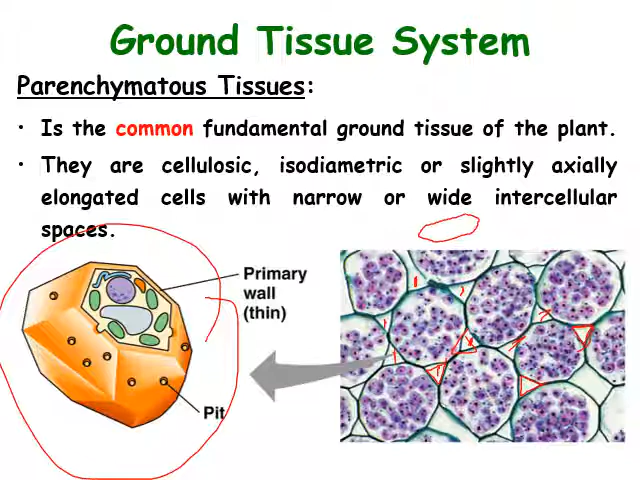 Ground Tissue System
Parenchymatous Tissues:
• Is the common fundamental ground tissue of the plant.
• They are cellulosic, isodiametric or slightly axially
elongated cells with narrow or wide intercellular
spaces.
Primary
wall
(thin)
Pit